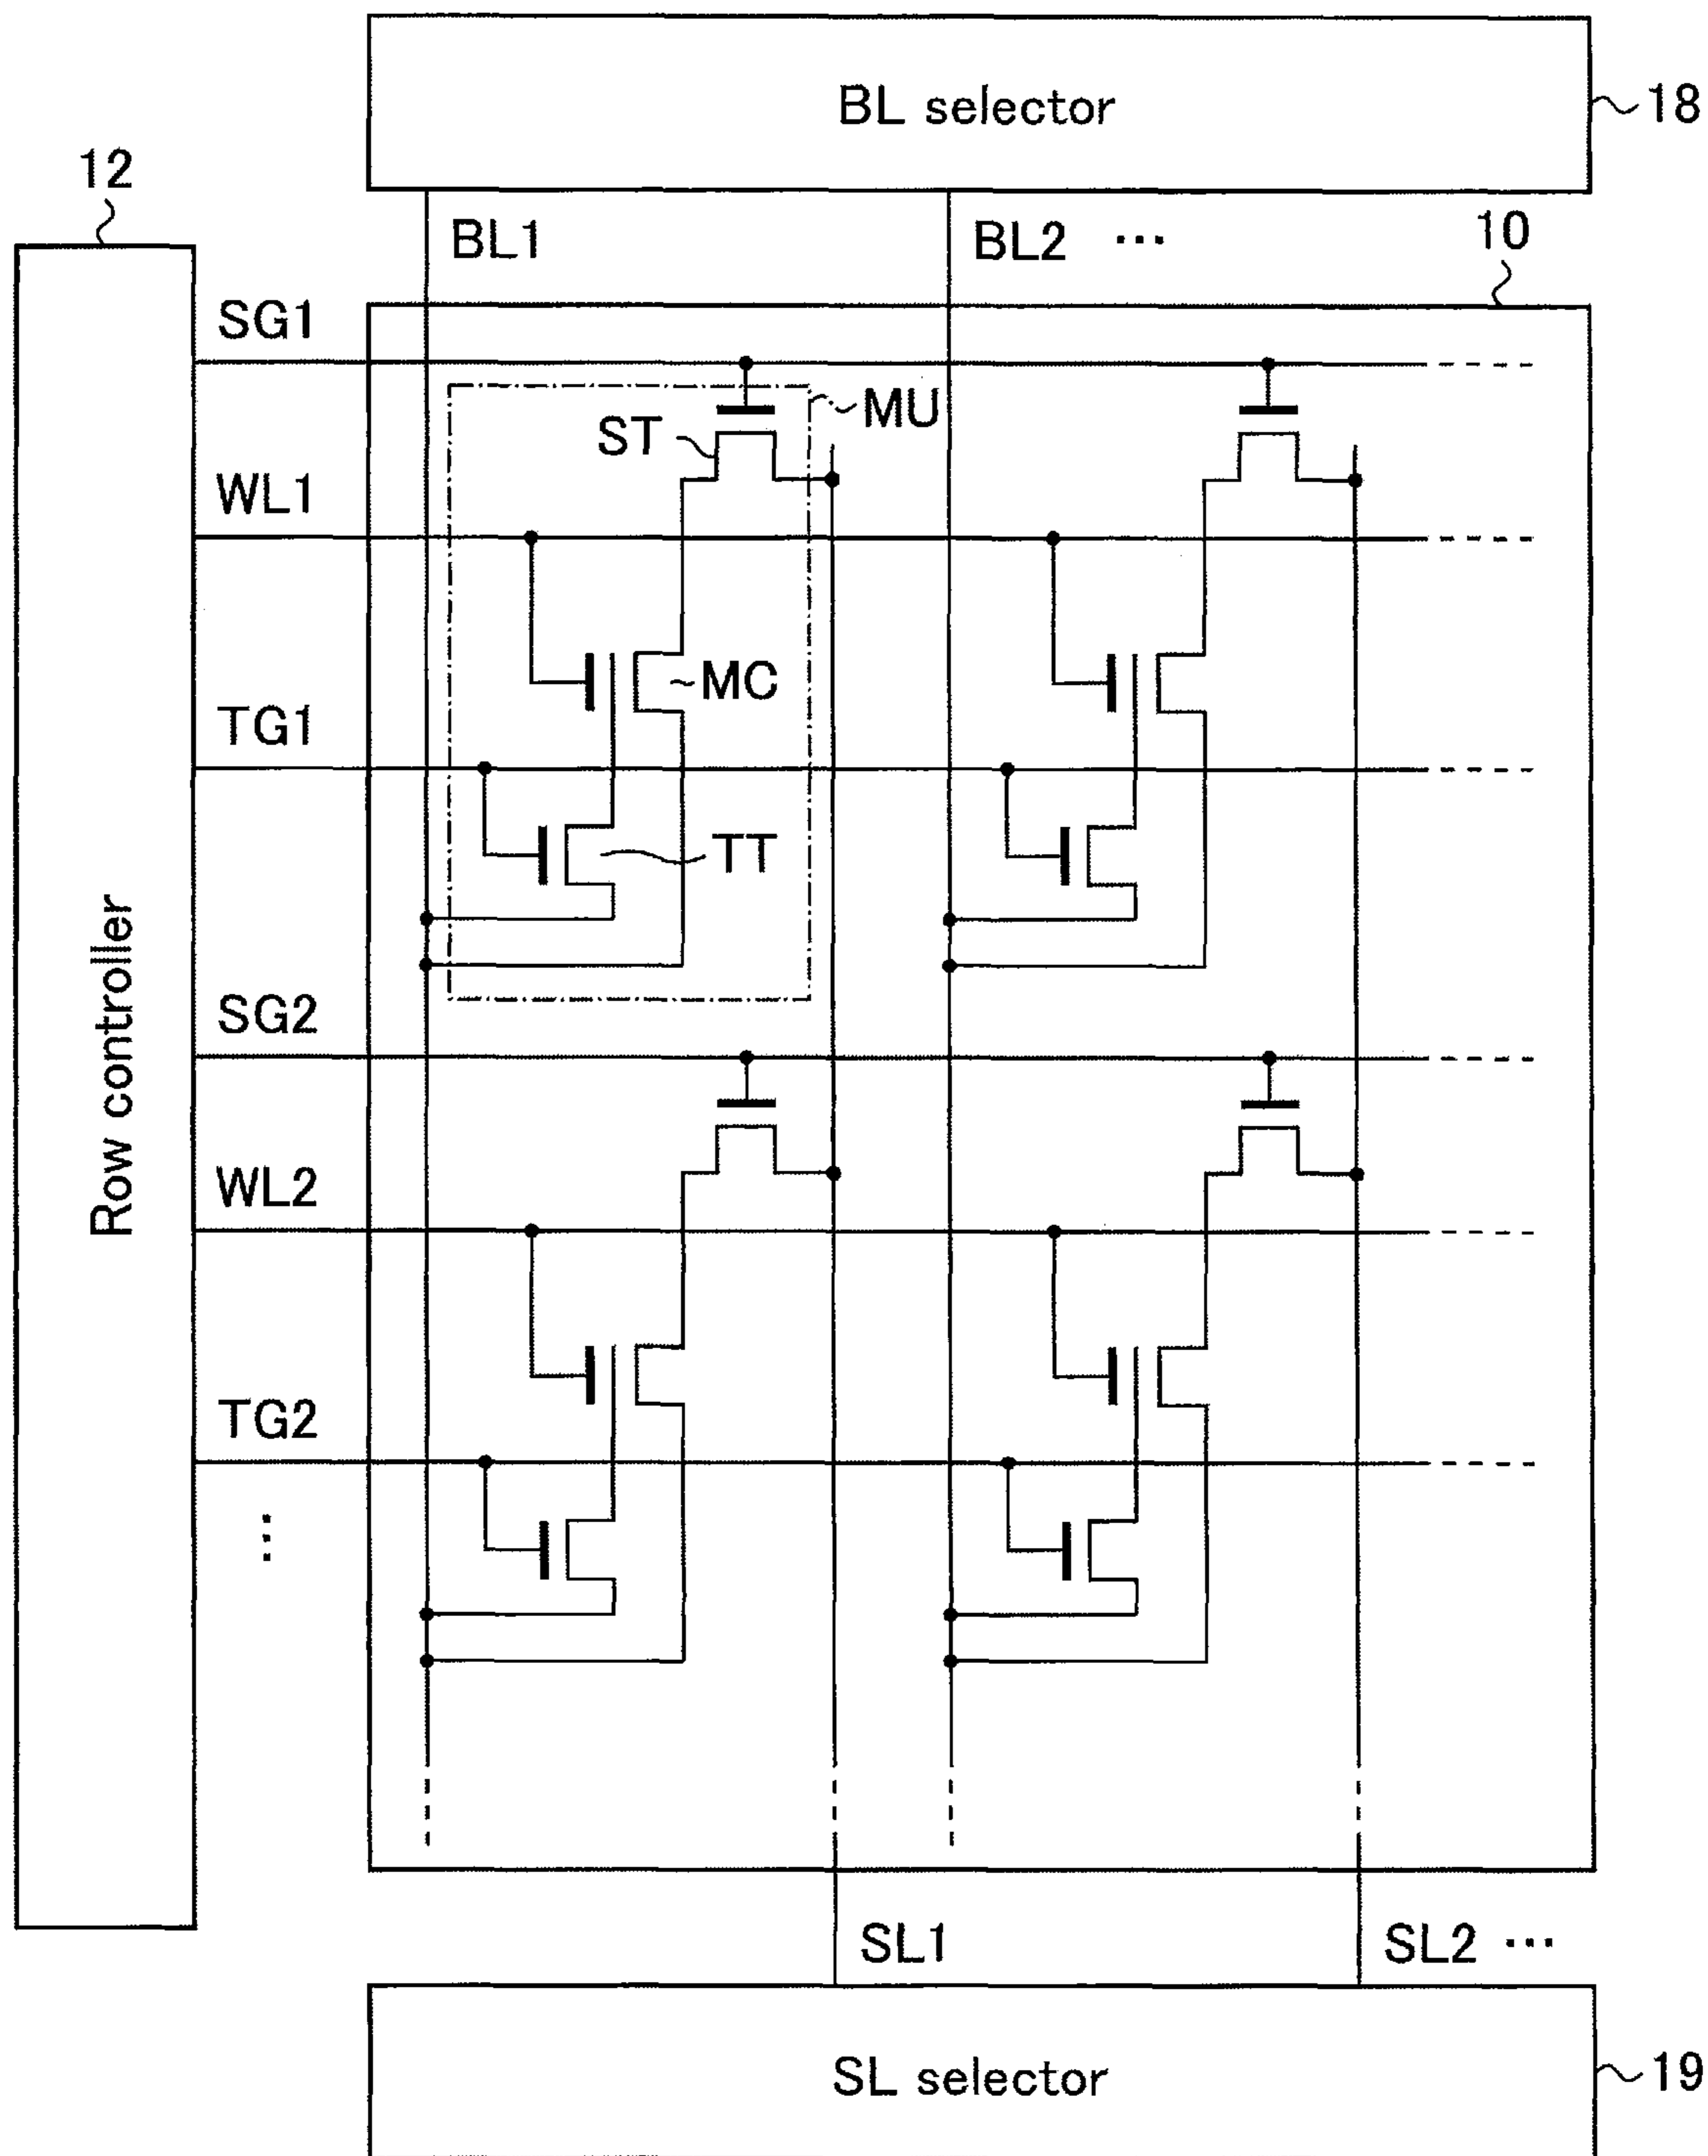 BL selector
18
12
BL1
BL2 ···
10
SG1
MU
ST
WL1
MC
TG1
TT
Row controller
SG2
WL2
TG2
⋮
SL1
SL2 ···
SL selector
19